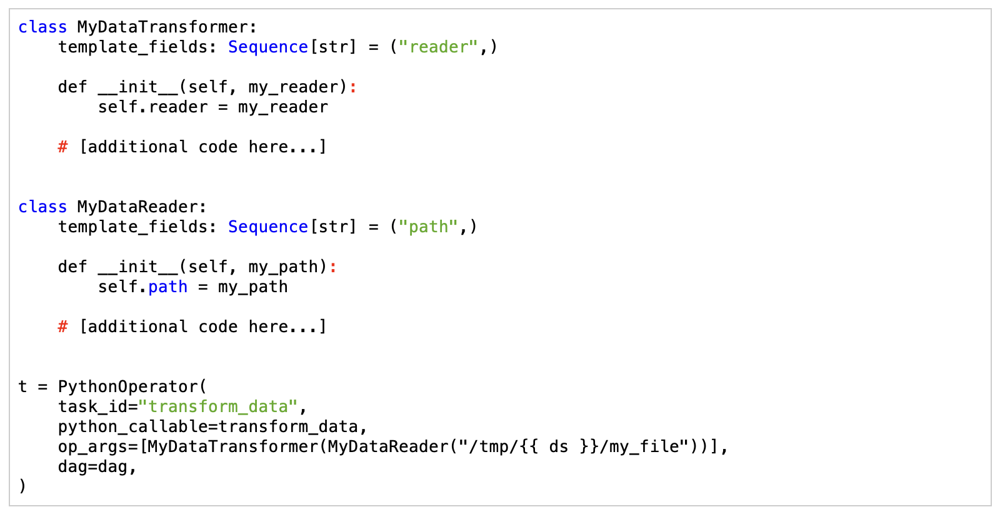 class MyDataTransformer:
    template_fields: Sequence[str] = ("reader",)

    def __init__(self, my_reader):
        self.reader = my_reader

    # [additional code here...]


class MyDataReader:
    template_fields: Sequence[str] = ("path",)

    def __init__(self, my_path):
        self.path = my_path

    # [additional code here...]


t = PythonOperator(
    task_id="transform_data",
    python_callable=transform_data,
    op_args=[MyDataTransformer(MyDataReader("/tmp/{{ ds }}/my_file"))],
    dag=dag,
)